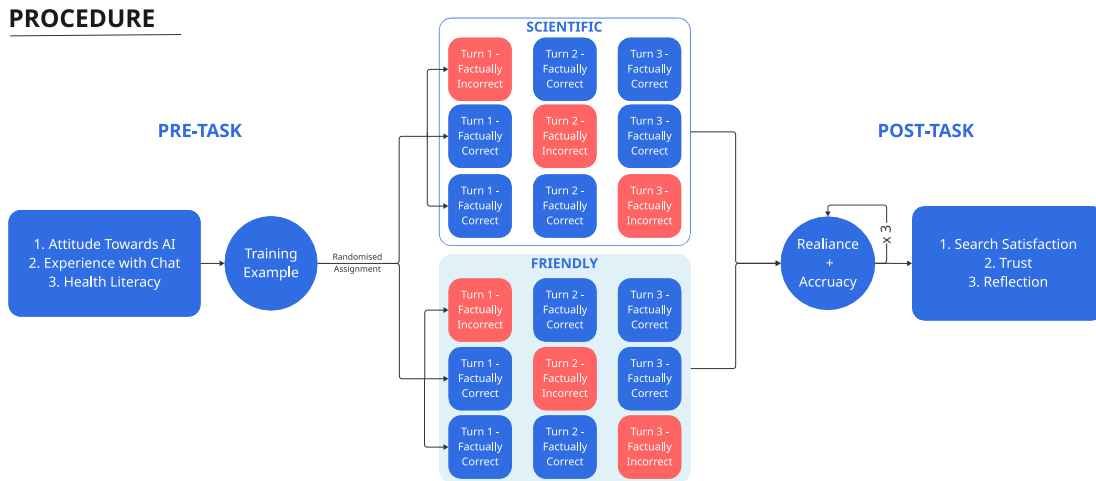 PROCEDURE
PRE-TASK
1. Attitude Towards AI
2. Experience with Chat
3. Health Literacy
Training
Example
Randomised
Assignment
SCIENTIFIC
Turn 1 -
Factually
Incorrect
Turn 2 -
Factually
Correct
Turn 3 -
Factually
Correct
Turn 1 -
Factually
Correct
Turn 2 -
Factually
Incorrect
Turn 3 -
Factually
Correct
Turn 1 -
Factually
Correct
Turn 2 -
Factually
Correct
Turn 3 -
Factually
Incorrect
FRIENDLY
Turn 1 -
Factually
Incorrect
Turn 2 -
Factually
Correct
Turn 3 -
Factually
Correct
Turn 1 -
Factually
Correct
Turn 2 -
Factually
Incorrect
Turn 3 -
Factually
Correct
Turn 1 -
Factually
Correct
Turn 2 -
Factually
Correct
Turn 3 -
Factually
Incorrect
POST-TASK
Realiance
+
Accruacy
x 3
1. Search Satisfaction
2. Trust
3. Reflection